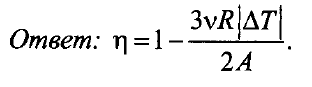 Ответ: η = 1 − 3νR|ΔT| / 2A.